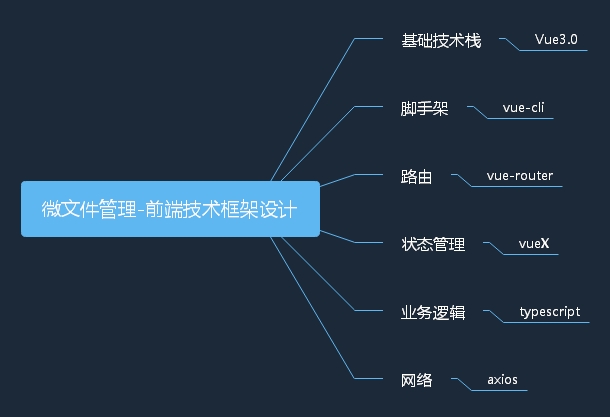 微文件管理-前端技术框架设计
基础技术栈
Vue3.0
脚手架
vue-cli
路由
vue-router
状态管理
vueX
业务逻辑
typescript
网络
axios